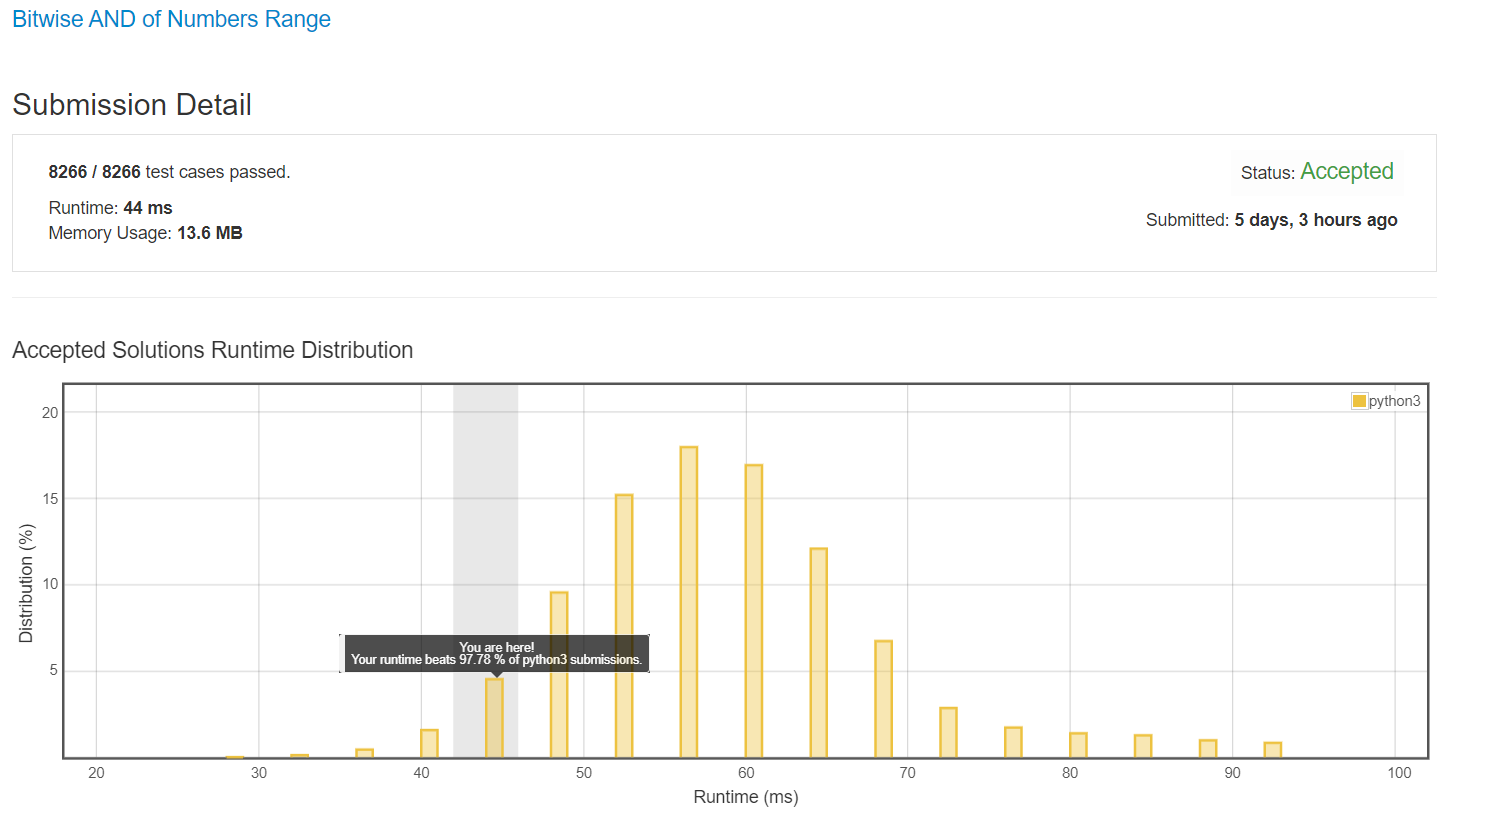 Bitwise AND of Numbers Range
Submission Detail
8266 / 8266 test cases passed.
Status: Accepted
Runtime: 44 ms
Submitted: 5 days, 3 hours ago
Memory Usage: 13.6 MB
Accepted Solutions Runtime Distribution
python3
20
15
10
5
Distribution (%)
You are here!
Your runtime beats 97.78 % of python3 submissions.
20 30 40 50 60 70 80 90 100
Runtime (ms)